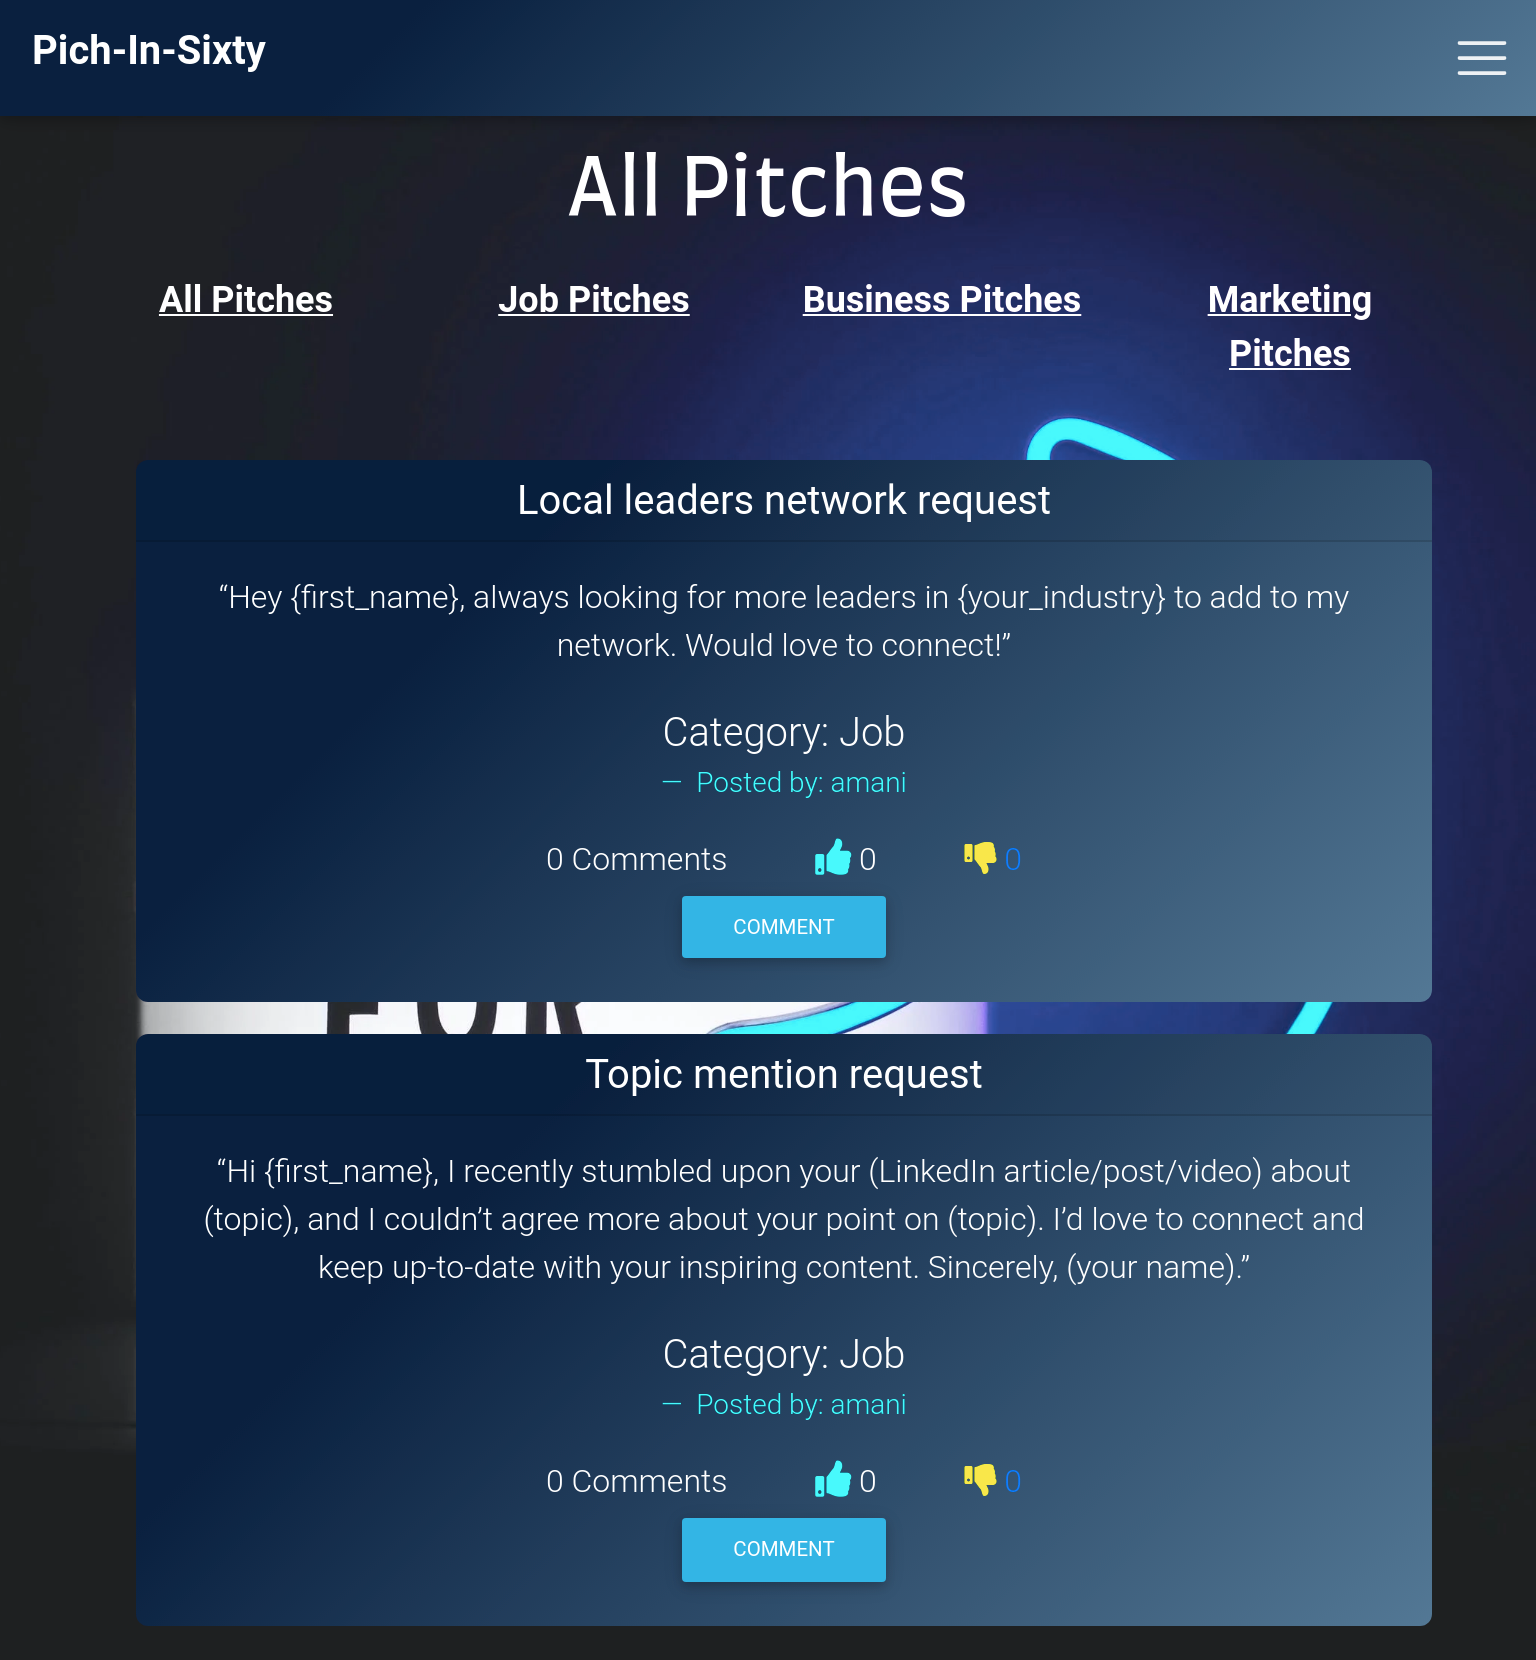 Pich-In-Sixty
All Pitches
All Pitches
Job Pitches
Business Pitches
Marketing
Pitches
Local leaders network request
“Hey {first_name}, always looking for more leaders in {your_industry} to add to my
network. Would love to connect!”
Category: Job
— Posted by: amani
0 Comments 0 0
COMMENT
FOR
Topic mention request
“Hi {first_name}, I recently stumbled upon your (LinkedIn article/post/video) about
(topic), and I couldn’t agree more about your point on (topic). I’d love to connect and
keep up-to-date with your inspiring content. Sincerely, (your name).”
Category: Job
— Posted by: amani
0 Comments 0 0
COMMENT